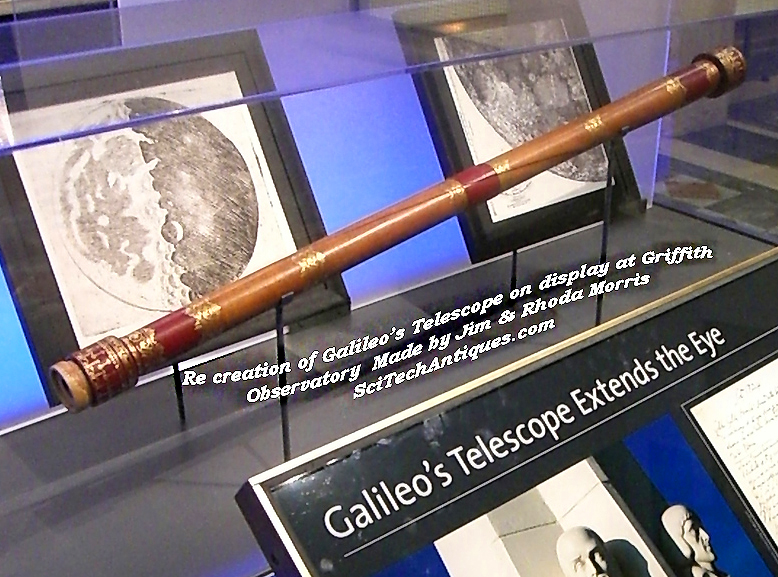 Re creation of Galileo's Telescope on display at Griffith
Observatory Made by Jim & Rhoda Morris
SciTechAntiques.com
Galileo's Telescope Extends the Eye